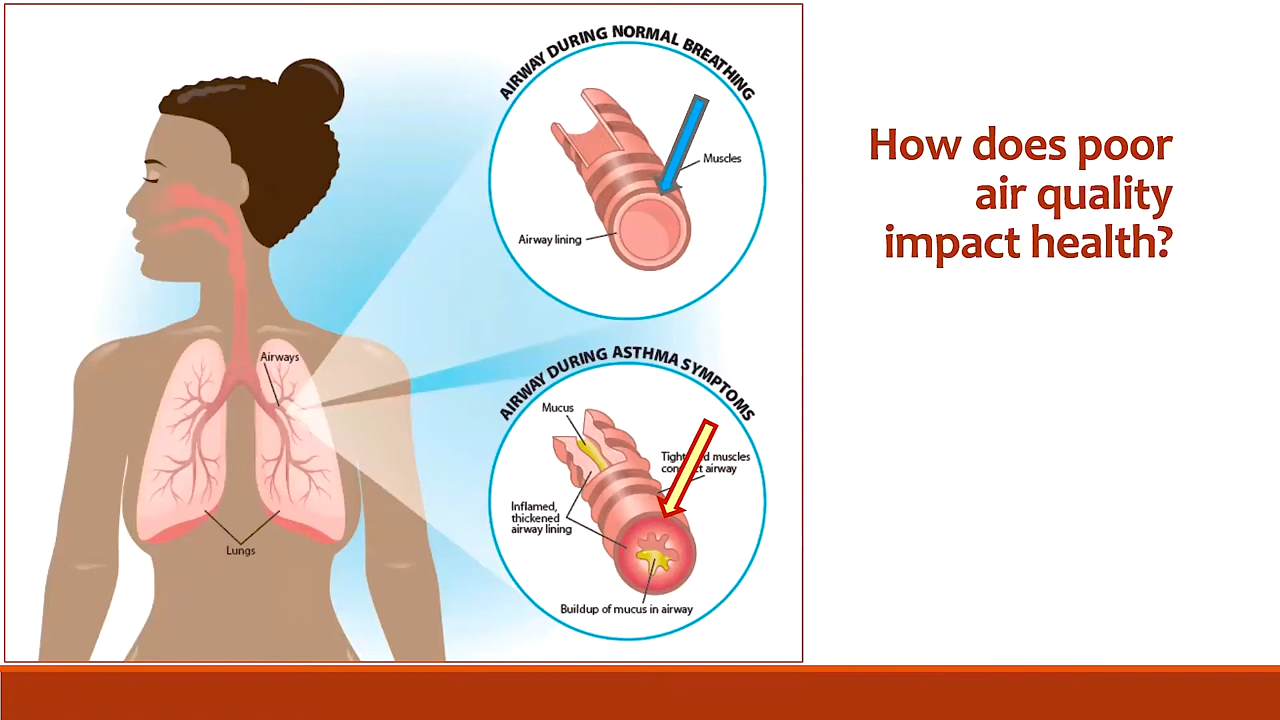 How does poor
air quality
impact health?
AIRWAY DURING NORMAL BREATHING
Muscles
Airway lining
Airways
Lungs
AIRWAY DURING ASTHMA SYMPTOMS
Mucus
muscles
airway
Inflamed,
thickened
airway lining
Buildup of mucus in airway